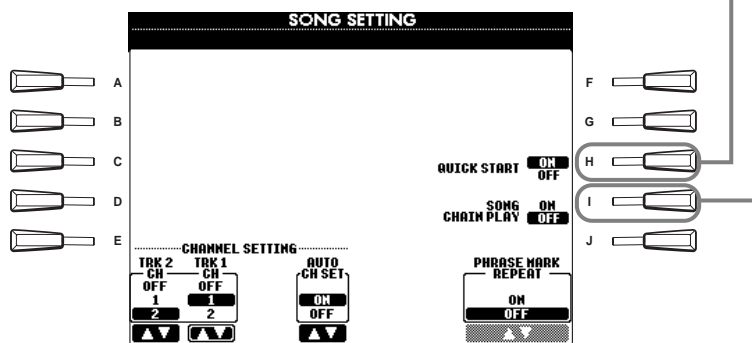 SONG SETTING
A
F
B
G
C
QUICK START
ON
OFF
H
D
SONG
CHAIN PLAY
ON
OFF
I
E
J
CHANNEL SETTING
TRK 2
CH
OFF
1
2
TRK 1
CH
OFF
1
2
AUTO
CH SET
ON
OFF
PHRASE MARK
REPEAT
ON
OFF